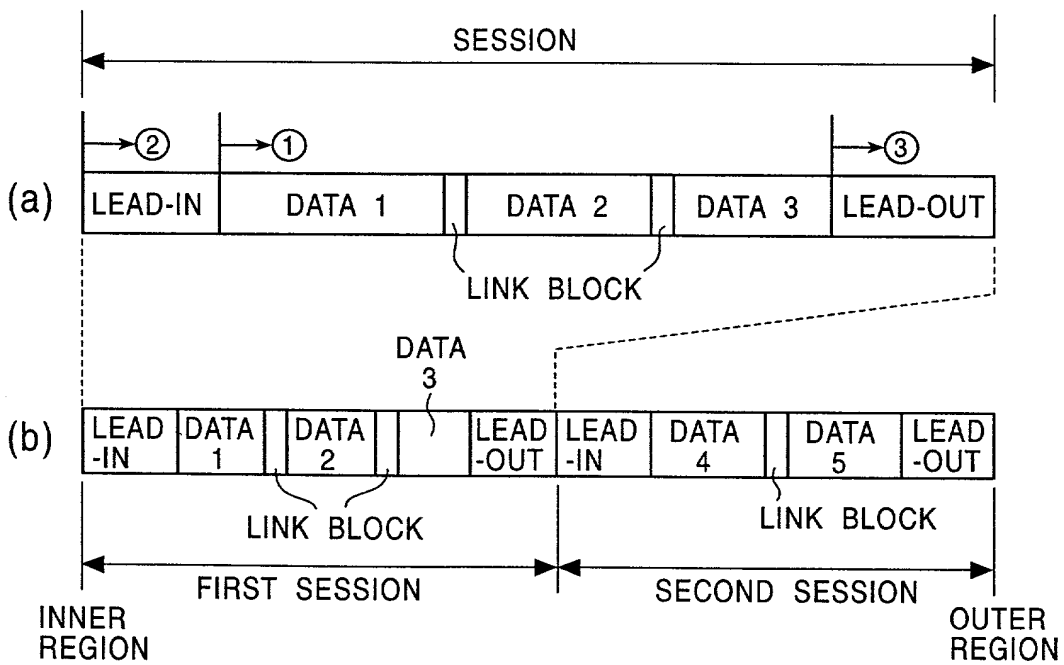 SESSION
② ① ③
(a)
LEAD-IN DATA 1 DATA 2 DATA 3 LEAD-OUT
LINK BLOCK
DATA
3
(b)
LEAD
-IN
DATA
1
DATA
2
LEAD
-OUT
LEAD
-IN
DATA
4
DATA
5
LEAD
-OUT
LINK BLOCK
LINK BLOCK
FIRST SESSION
SECOND SESSION
INNER
REGION
OUTER
REGION